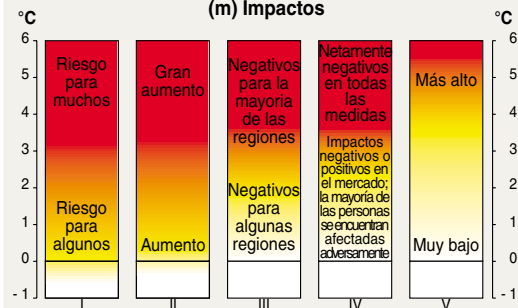 (m) Impactos
°C
°C
6
5
4
3
2
1
0
- 1
Riesgo
para
muchos
Riesgo
para
algunos
Gran
aumento
Aumento
Negativos
para la
mayoria
de las
regiones
Negativos
para
algunas
regiones
Netamente
negativos
en todas
las
medidas
Impactos
negativos o
positivos en
el mercado;
la mayoría de
las personas
se encuentran
afectadas
adversamente
Más alto
Muy bajo
6
5
4
3
2
1
0
- 1
I
II
III
IV
V